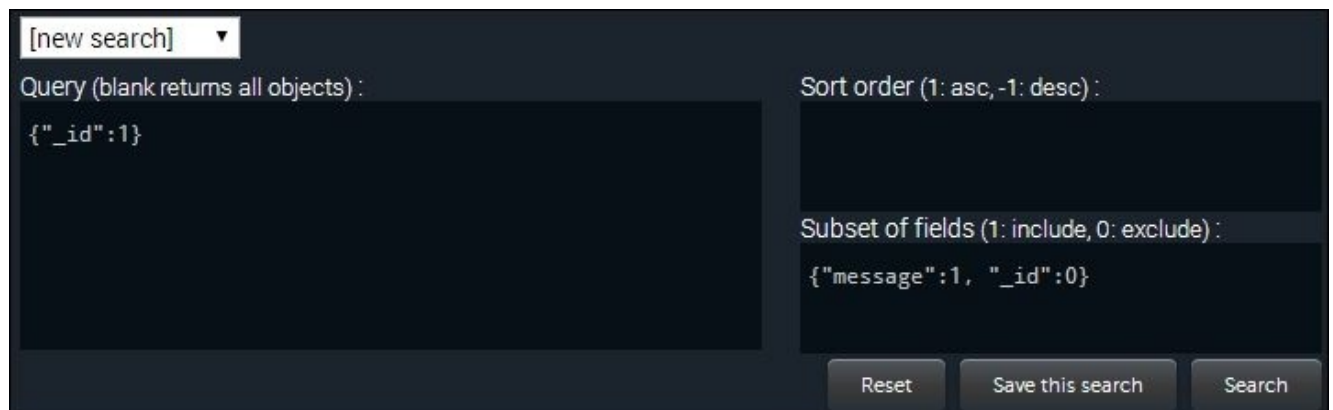 [new search]
Query (blank returns all objects) :
{"_id":1}
Sort order (1: asc, -1: desc) :
Subset of fields (1: include, 0: exclude) :
{"message":1, "_id":0}
Reset Save this search Search